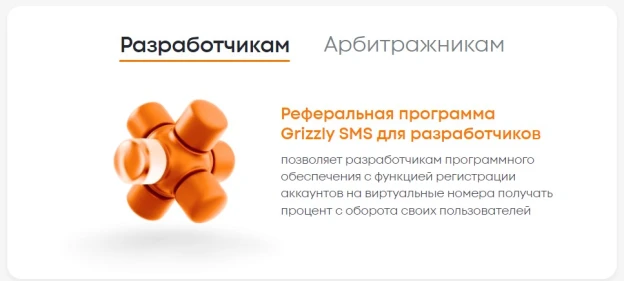 Разработчикам Арбитражникам
Реферальная программа
Grizzly SMS для разработчиков
позволяет разработчикам программного
обеспечения с функцией регистрации
аккаунтов на виртуальные номера получать
процент с оборота своих пользователей